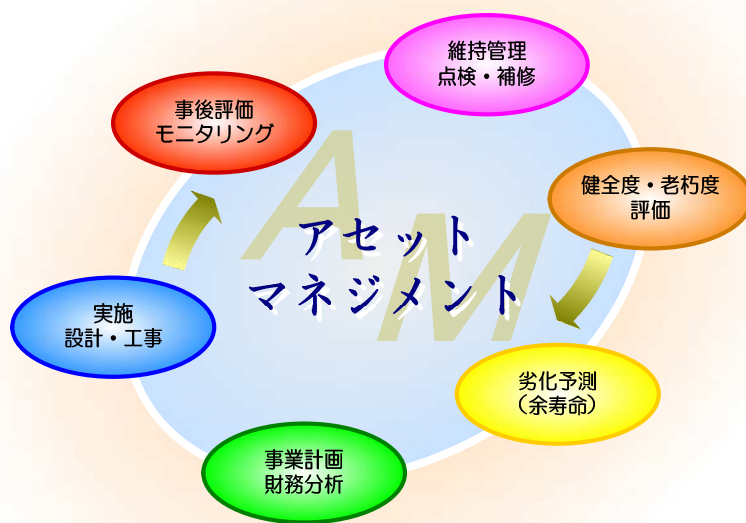 維持管理
点検・補修
事後評価
モニタリング
健全度・老朽度
評価
AM
アセット
マネジメント
実施
設計・工事
劣化予測
（余寿命）
事業計画
財務分析